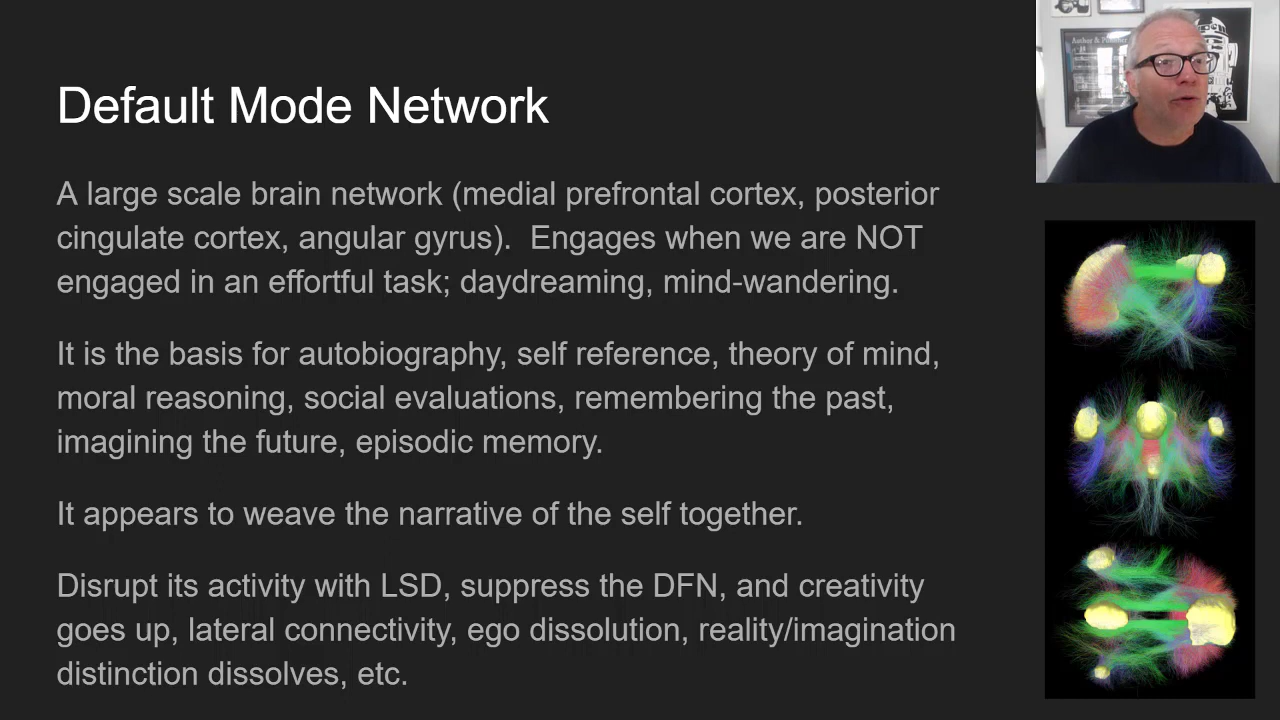 Default Mode Network
A large scale brain network (medial prefrontal cortex, posterior
cingulate cortex, angular gyrus).  Engages when we are NOT
engaged in an effortful task; daydreaming, mind-wandering.
It is the basis for autobiography, self reference, theory of mind,
moral reasoning, social evaluations, remembering the past,
imagining the future, episodic memory.
It appears to weave the narrative of the self together.
Disrupt its activity with LSD, suppress the DFN, and creativity
goes up, lateral connectivity, ego dissolution, reality/imagination
distinction dissolves, etc.